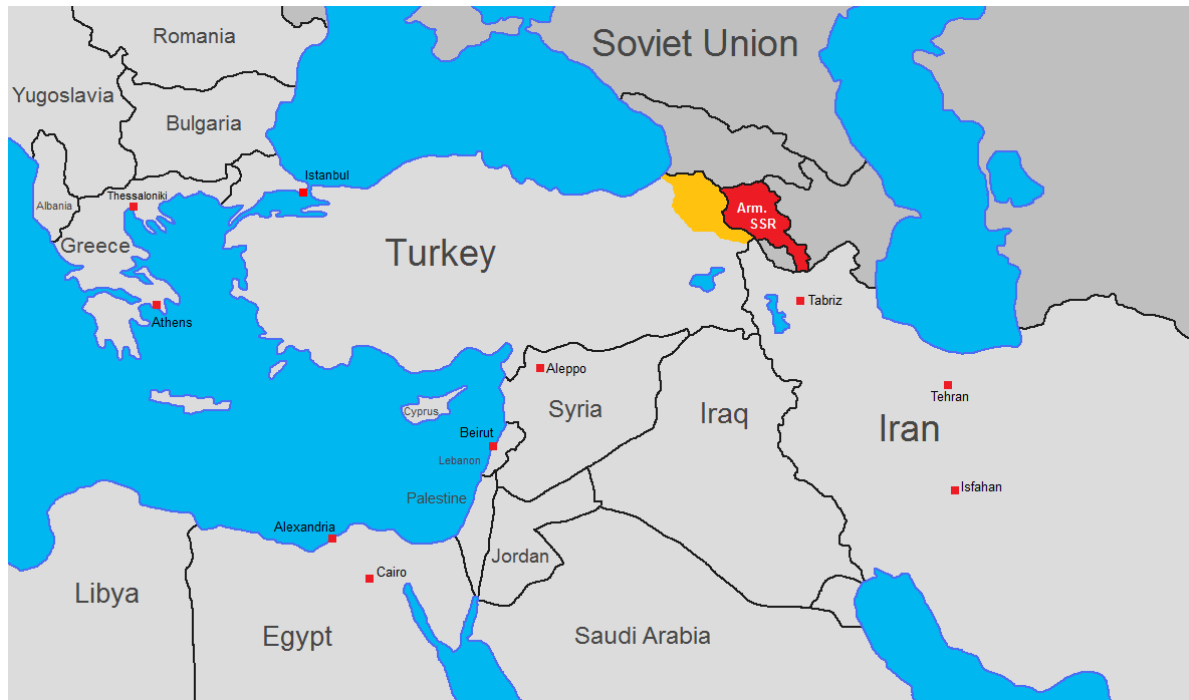 Romania
Soviet Union
Yugoslavia
Bulgaria
Istanbul
Thessaloniki
Albania
Arm.
SSR
Greece
Turkey
Tabriz
Athens
Aleppo
Tehran
Cyprus
Syria
Iraq
Iran
Beirut
Lebanon
Isfahan
Palestine
Alexandria
Jordan
Cairo
Libya
Egypt
Saudi Arabia